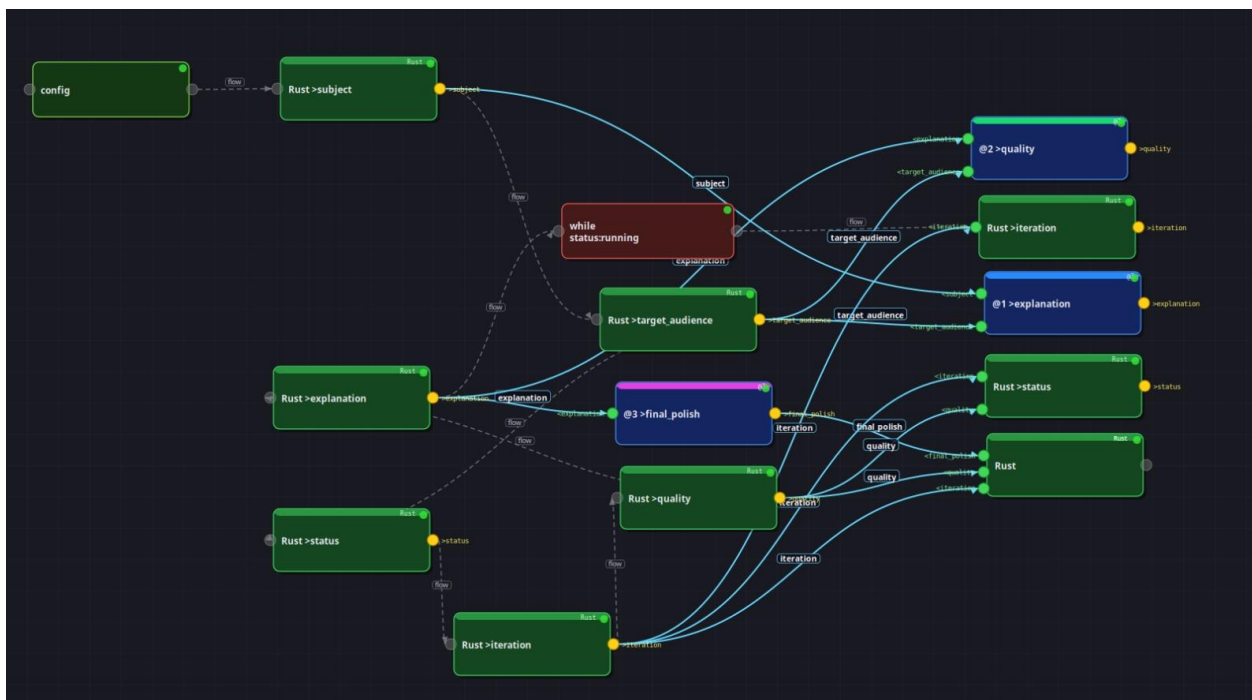 config
flow
Rust
Rust >subject
>subject
flow
subject
while
status:running
flow
explanation
<explanation
<target_audience
@2 >quality
>quality
Rust
<iteration
Rust >iteration
>iteration
target_audience
Rust
Rust >target_audience
>target_audience
target_audience
<subject
<target_audience
@1 >explanation
>explanation
flow
Rust
Rust >explanation
>explanation
explanation
<explanation
@3 >final_polish
>final_polish
final_polish
flow
flow
iteration
quality
Rust
<iteration
<quality
Rust >status
>status
Rust
<final_polish
<quality
<iteration
Rust
quality
Rust
Rust >quality
iteration
Rust
Rust >status
>status
flow
flow
iteration
Rust
Rust >iteration
>iteration